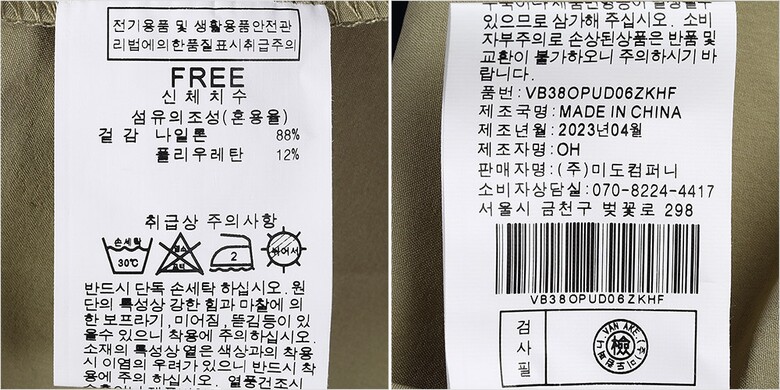 전기용품 및 생활용품안전관
리법에의한품질표시취급주의
FREE
신체치수
섬유의조성(혼용율)
겉 감 나일론 88%
폴리우레탄 12%
취급상 주의사항
손세탁
30℃
2
뉘어서
반드시 단독 손세탁 하십시오. 원
단의 특성상 강한 힘과 마찰에 의
한 보프라기, 미어짐, 뜯김등이 있
을수 있으니 착용에 주의하십시오.
소재의 특성상 옅은 색상과의 착용
시 이염의 우려가 있으니 반드시 착
용에 주의 하십시오. 열풍건조시
있으므로 삼가해 주십시오. 소비
자부주의로 손상된상품은 반품 및
교환이 불가하오니 주의하시기 바
랍니다.
품번:VB38OPUD06ZKHF
제조국명:MADE IN CHINA
제조년월:2023년04월
제조자명:OH
판매자명:(주)미도컴퍼니
소비자상담실:070-8224-4417
서울시 금천구 벚꽃로 298
VB38OPUD06ZKHF
검사필
VAN AKE. (주)미도컴퍼니
檢